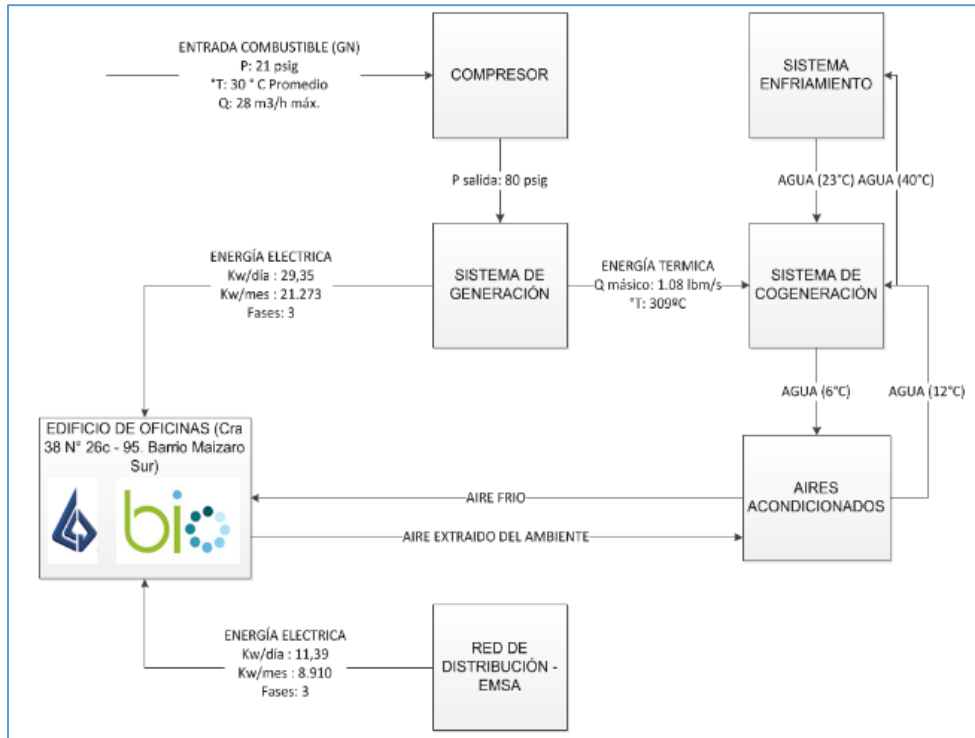 ENTRADA COMBUSTIBLE (GN)
P: 21 psig
°T: 30 ° C Promedio
Q: 28 m3/h máx.
COMPRESOR
SISTEMA
ENFRIAMIENTO
P salida: 80 psig
AGUA (23°C)
AGUA (40°C)
ENERGÍA ELECTRICA
Kw/día : 29,35
Kw/mes : 21.273
Fases: 3
SISTEMA DE
GENERACIÓN
ENERGÍA TERMICA
Q másico: 1.08 lbm/s
°T: 309ºC
SISTEMA DE
COGENERACIÓN
AGUA (6°C)
AGUA (12°C)
EDIFICIO DE OFICINAS (Cra
38 N° 26c - 95. Barrio Maizaro
Sur)
bio
AIRE FRIO
AIRE EXTRAIDO DEL AMBIENTE
AIRES
ACONDICIONADOS
ENERGÍA ELECTRICA
Kw/día : 11,39
Kw/mes : 8.910
Fases: 3
RED DE
DISTRIBUCIÓN -
EMSA